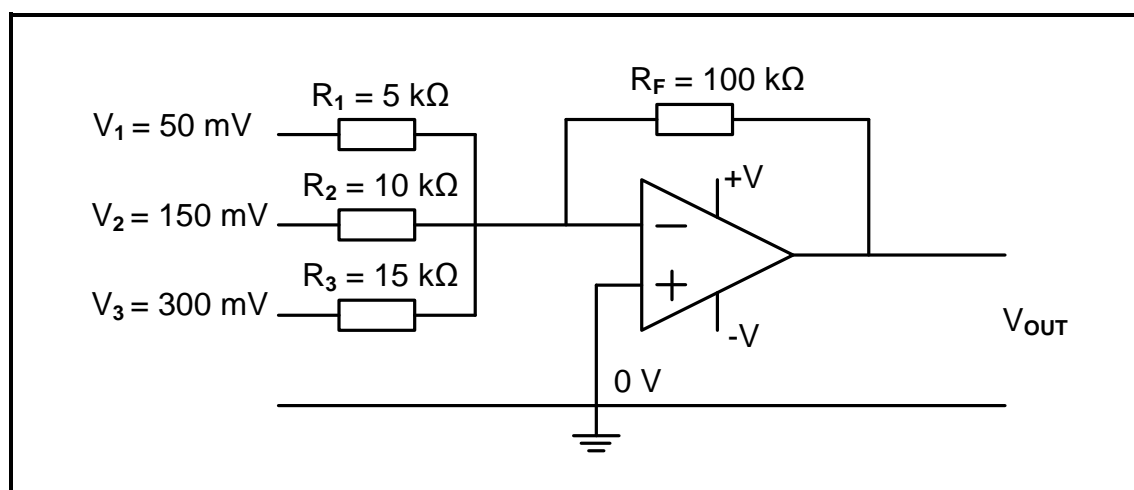 R₁ = 5 kΩ
R_F = 100 kΩ
V₁ = 50 mV
R₂ = 10 kΩ
+V
V₂ = 150 mV
−
R₃ = 15 kΩ
+
V₃ = 300 mV
-V
V_OUT
0 V